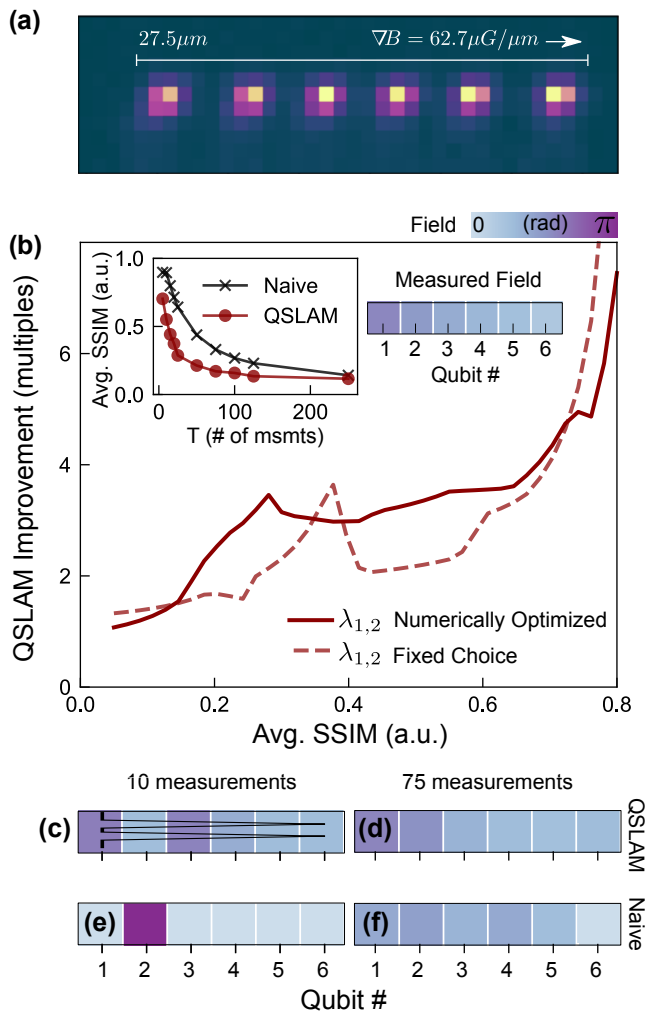 (a)
27.5μm
∇B = 62.7μG/μm
Field 0 (rad) π
(b)
QSLAM Improvement (multiples)
6
4
2
0
0.0 0.2 0.4 0.6 0.8
Avg. SSIM (a.u.)
Avg. SSIM (a.u.)
1.0
0.5
0.0
0 100 200
T (# of msmts)
Naive
QSLAM
Measured Field
1 2 3 4 5 6
Qubit #
λ1,2 Numerically Optimized
λ1,2 Fixed Choice
10 measurements 75 measurements
(c) (d) QSLAM
(e) (f) Naive
1 2 3 4 5 6 1 2 3 4 5 6
Qubit #